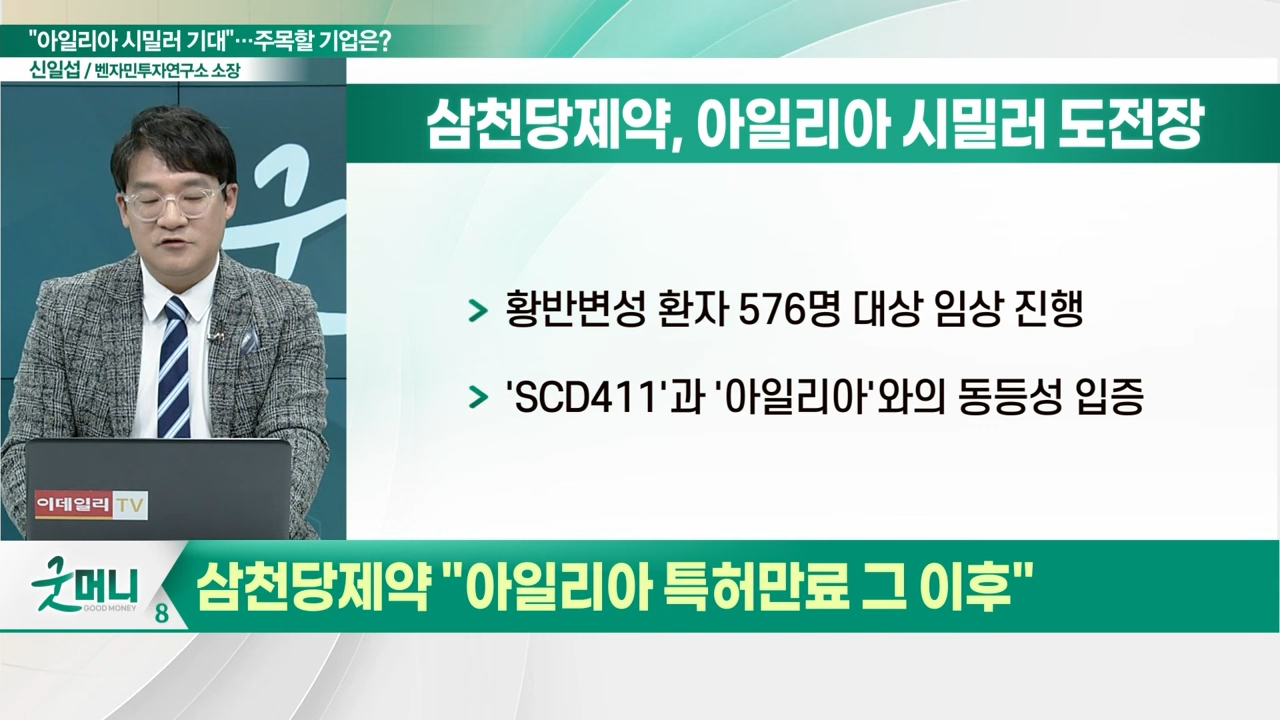 "아일리아 시밀러 기대"…주목할 기업은?
신일섭 / 벤자민투자연구소 소장
삼천당제약, 아일리아 시밀러 도전장
> 황반변성 환자 576명 대상 임상 진행
> 'SCD411'과 '아일리아'와의 동등성 입증
이데일리 TV
굿머니
GOOD MONEY
8
삼천당제약 "아일리아 특허만료 그 이후"